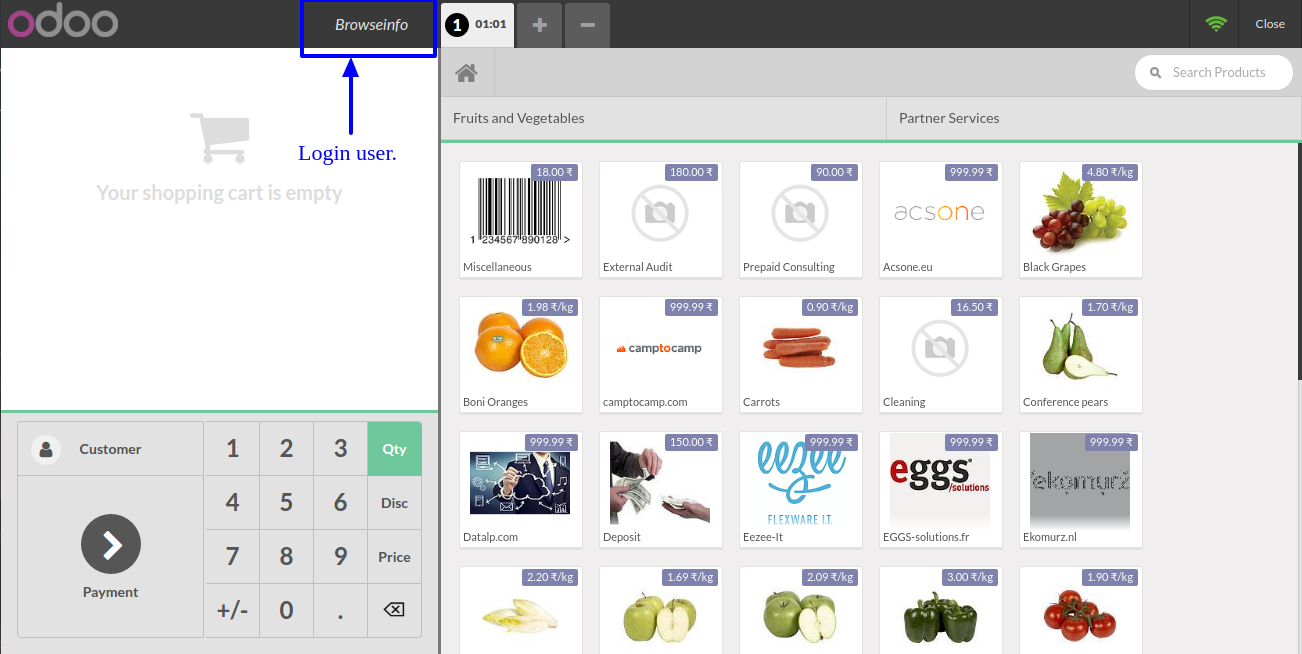 odoo
Browseinfo
1 01:01
+
−
Close
Search Products
Login user.
Fruits and Vegetables
Partner Services
Your shopping cart is empty
18.00 ₹
1 234567 890128 >
Miscellaneous
180.00 ₹
External Audit
90.00 ₹
Prepaid Consulting
999.99 ₹
acsone
Acsone.eu
4.80 ₹/kg
Black Grapes
1.98 ₹/kg
Boni Oranges
999.99 ₹
camptocamp
camptocamp.com
0.90 ₹/kg
Carrots
16.50 ₹
Cleaning
1.70 ₹/kg
Conference pears
999.99 ₹
Datalp.com
150.00 ₹
Deposit
999.99 ₹
eezee
FLEXWARE I.T.
Eezee-It
999.99 ₹
eggs
/solutions
EGGS-solutions.fr
999.99 ₹
ekomurz
Ekomurz.nl
2.20 ₹/kg
1.69 ₹/kg
2.09 ₹/kg
3.00 ₹/kg
1.90 ₹/kg
Customer
Payment
1 2 3 Qty
4 5 6 Disc
7 8 9 Price
+/- 0 .